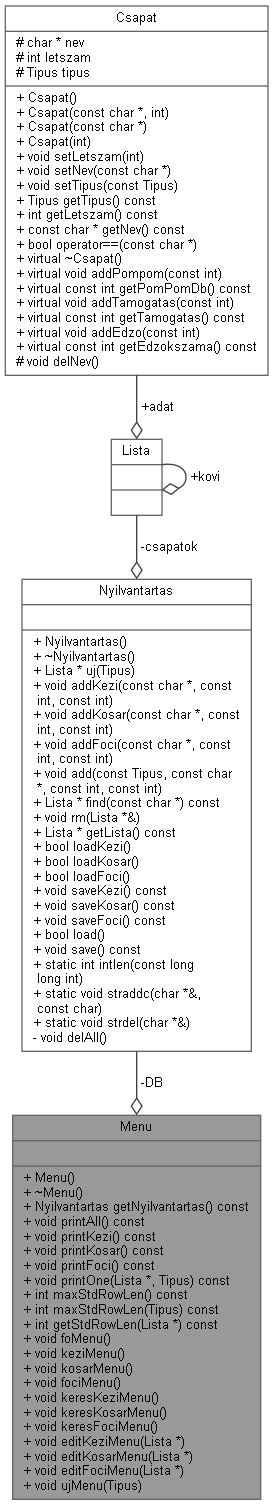 Csapat
# char * nev
# int letszam
# Tipus tipus
+ Csapat()
+ Csapat(const char *, int)
+ Csapat(const char *)
+ Csapat(int)
+ void setLetszam(int)
+ void setNev(const char *)
+ void setTipus(const Tipus)
+ Tipus getTipus() const
+ int getLetszam() const
+ const char * getNev() const
+ bool operator==(const char *)
+ virtual ~Csapat()
+ virtual void addPompom(const int)
+ virtual const int getPomPomDb() const
+ virtual void addTamogatas(const int)
+ virtual const int getTamogatas() const
+ virtual void addEdzo(const int)
+ virtual const int getEdzokszama() const
# void delNev()
+adat
Lista
+kovi
-csapatok
Nyilvantartas
+ Nyilvantartas()
+ ~Nyilvantartas()
+ Lista * uj(Tipus)
+ void addKezi(const char *, const
int, const int)
+ void addKosar(const char *, const
int, const int)
+ void addFoci(const char *, const
int, const int)
+ void add(const Tipus, const char
*, const int, const int)
+ Lista * find(const char *) const
+ void rm(Lista *&)
+ Lista * getLista() const
+ bool loadKezi()
+ bool loadKosar()
+ bool loadFoci()
+ void saveKezi() const
+ void saveKosar() const
+ void saveFoci() const
+ bool load()
+ void save() const
+ static int intlen(const long
long int)
+ static void straddc(char *&,
const char)
+ static void strdel(char *&)
- void delAll()
-DB
Menu
+ Menu()
+ ~Menu()
+ Nyilvantartas getNyilvantartas() const
+ void printAll() const
+ void printKezi() const
+ void printKosar() const
+ void printFoci() const
+ void printOne(Lista *, Tipus) const
+ int maxStdRowLen() const
+ int maxStdRowLen(Tipus) const
+ int getStdRowLen(Lista *) const
+ void foMenu()
+ void keziMenu()
+ void kosarMenu()
+ void fociMenu()
+ void keresKeziMenu()
+ void keresKosarMenu()
+ void keresFociMenu()
+ void editKeziMenu(Lista *)
+ void editKosarMenu(Lista *)
+ void editFociMenu(Lista *)
+ void ujMenu(Tipus)